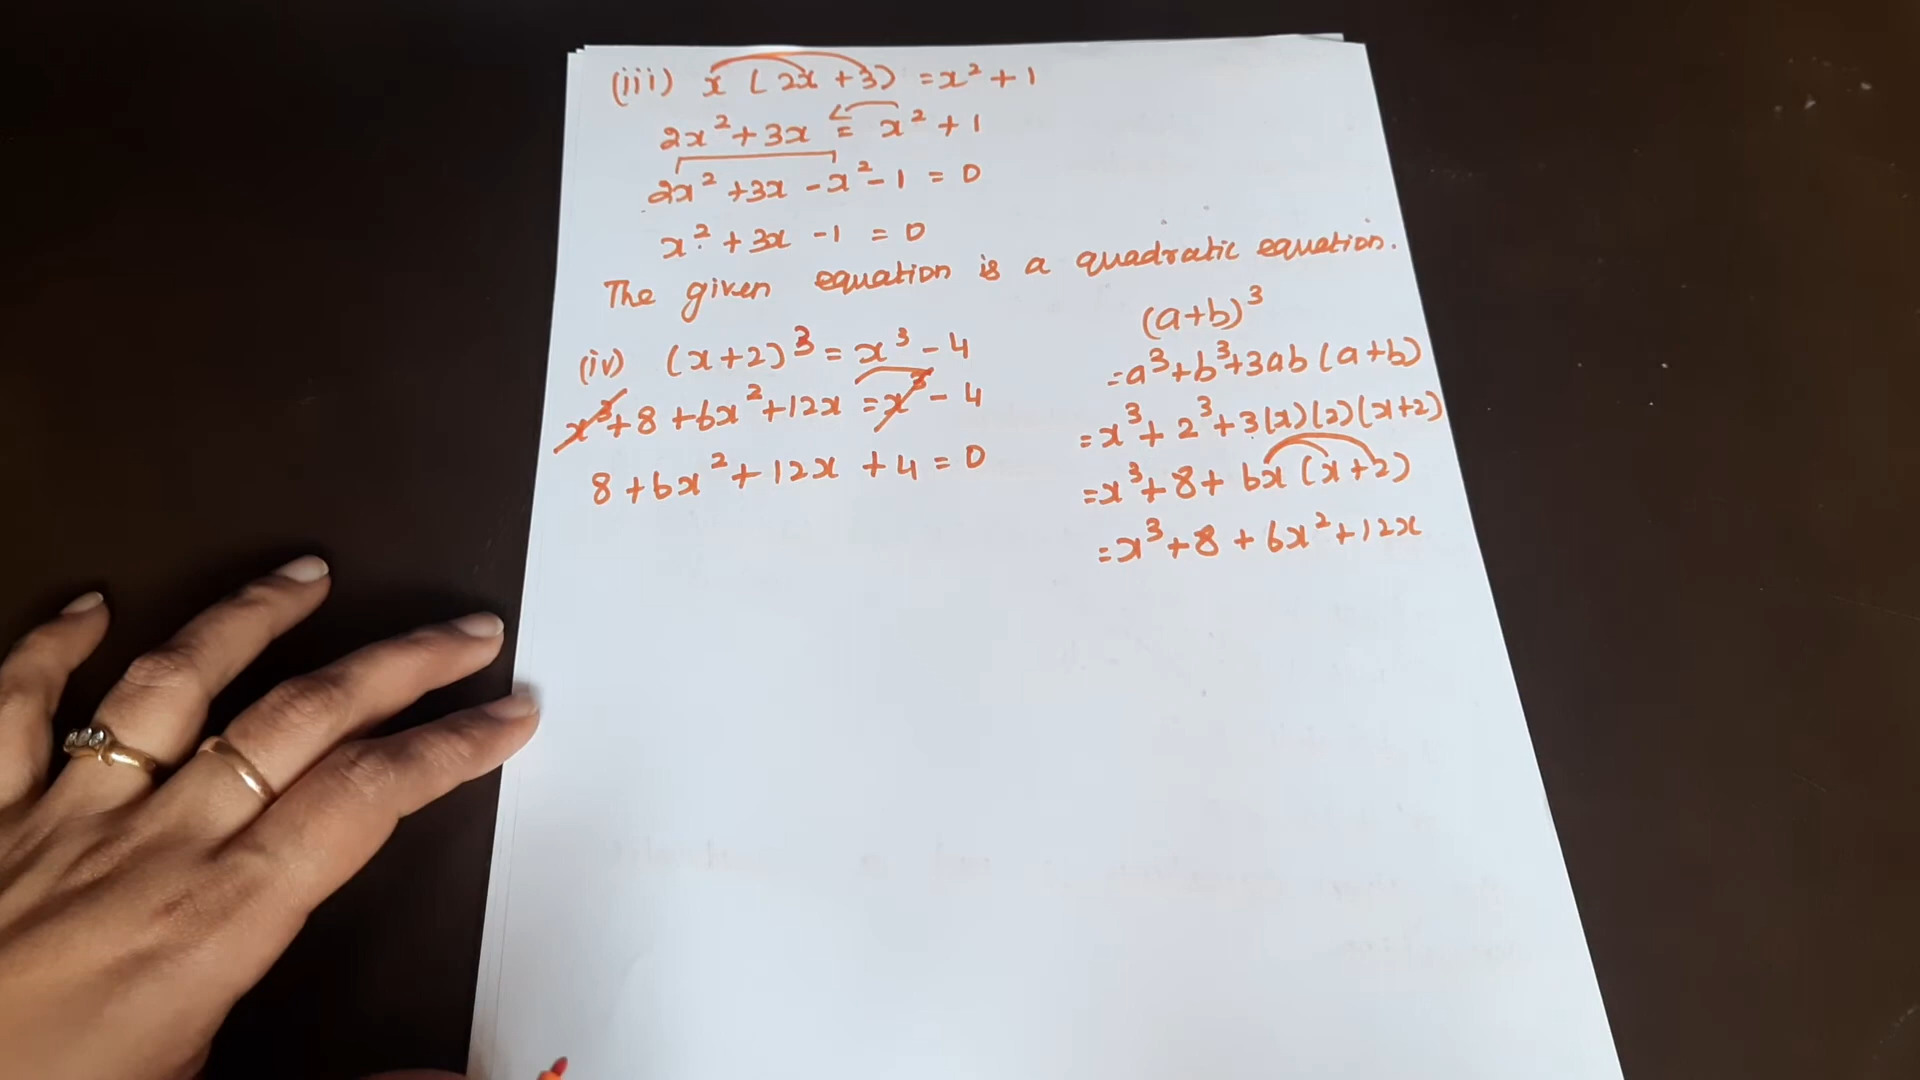 (iii) x (2x + 3) = x² + 1
2x² + 3x = x² + 1
2x² + 3x - x² - 1 = 0
x² + 3x - 1 = 0
The given equation is a quadratic equation.
(iv) (x+2)³ = x³ - 4
x³ + 8 + 6x² + 12x = x³ - 4
8 + 6x² + 12x + 4 = 0
(a+b)³
= a³ + b³ + 3ab (a+b)
= x³ + 2³ + 3(x)(2)(x+2)
= x³ + 8 + 6x (x+2)
= x³ + 8 + 6x² + 12x